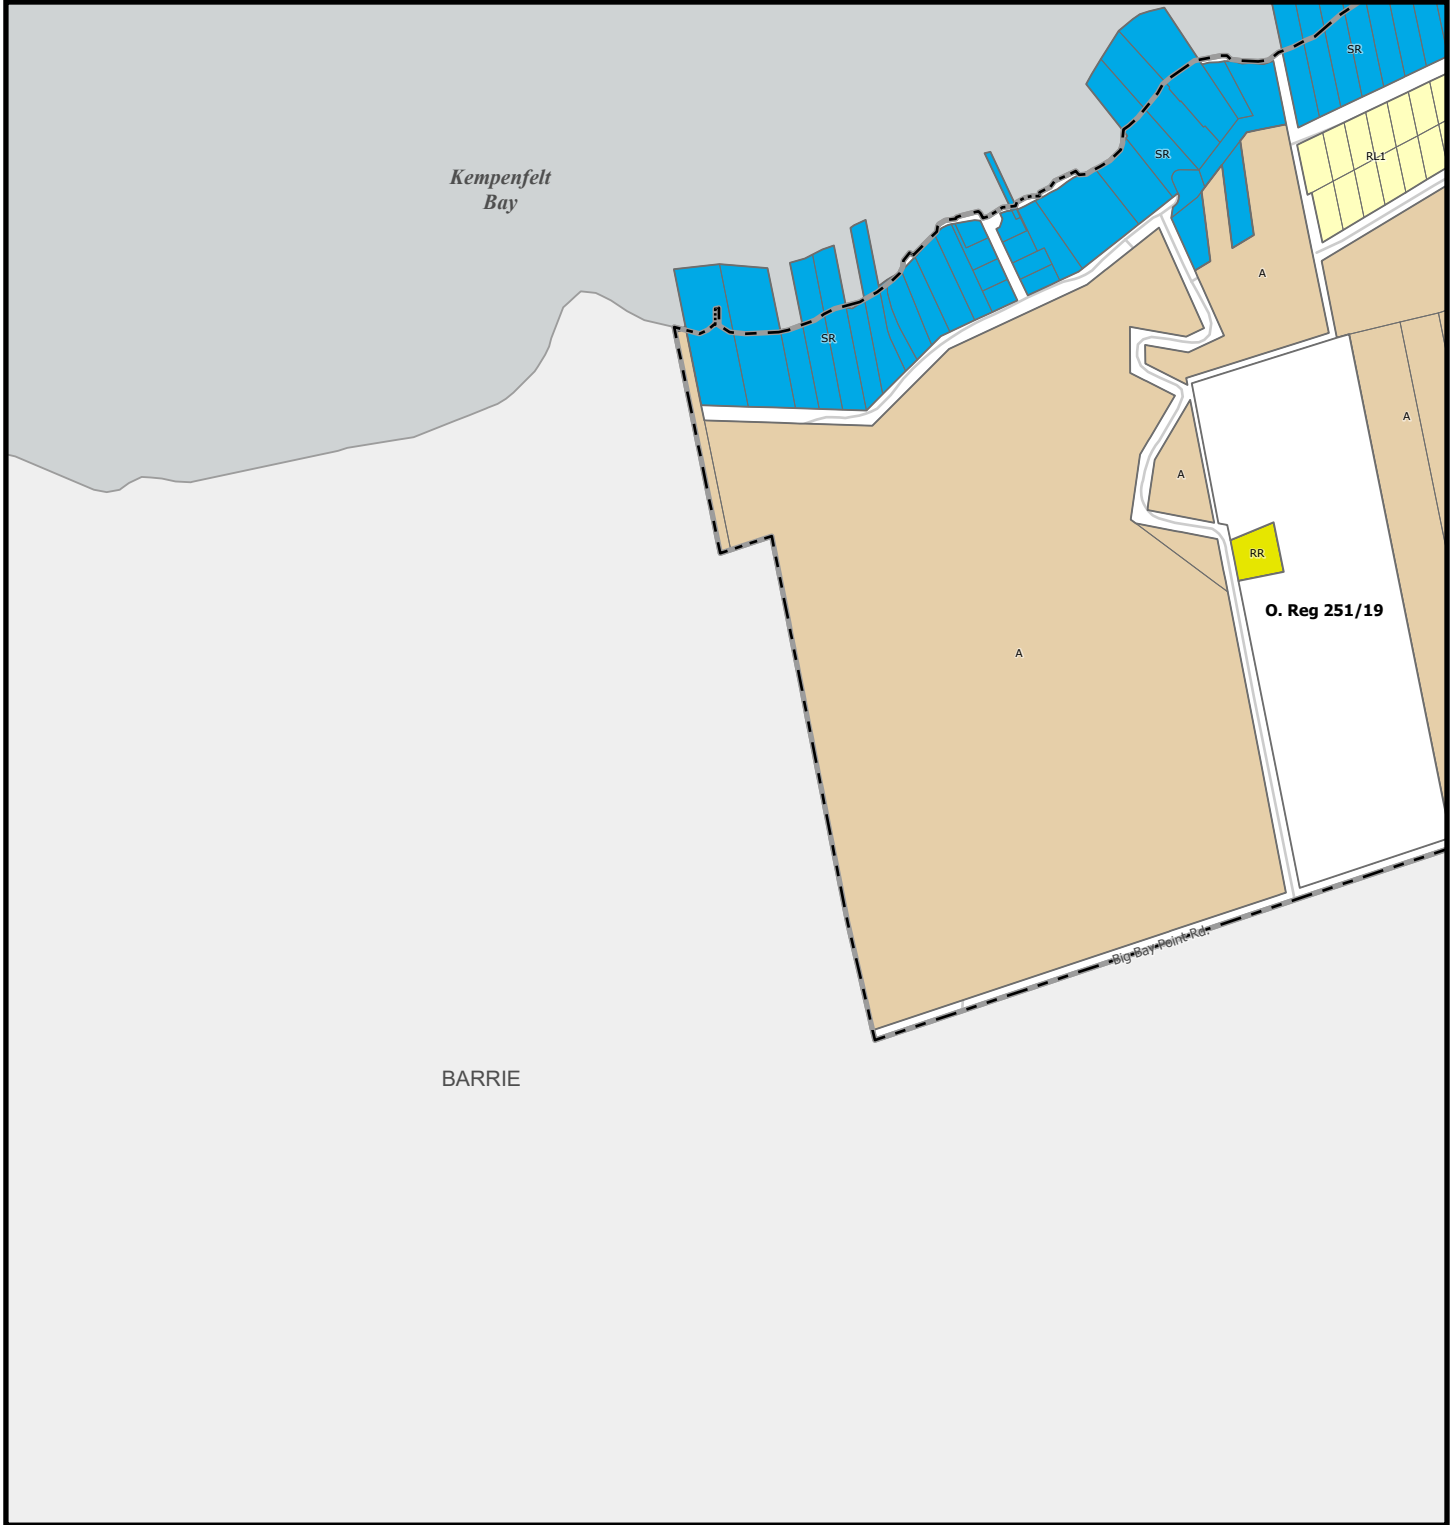 SR
Kempenfelt
Bay
SR
RL1
A
SR
A
A
RR
O. Reg 251/19
A
Big Bay Point Rd.
BARRIE